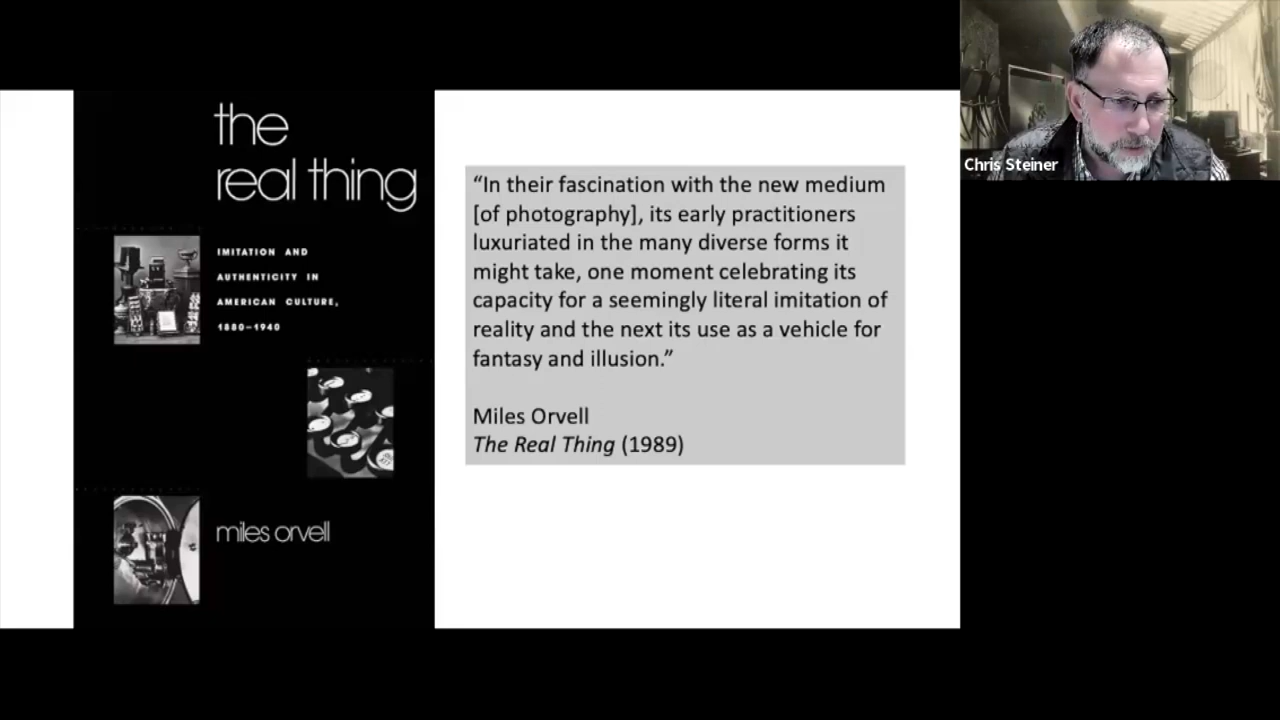 the
real thing
IMITATION AND
AUTHENTICITY IN
AMERICAN CULTURE,
1880–1940
miles orvell
“In their fascination with the new medium
[of photography], its early practitioners
luxuriated in the many diverse forms it
might take, one moment celebrating its
capacity for a seemingly literal imitation of
reality and the next its use as a vehicle for
fantasy and illusion.”
Miles Orvell
The Real Thing (1989)
Chris Steiner